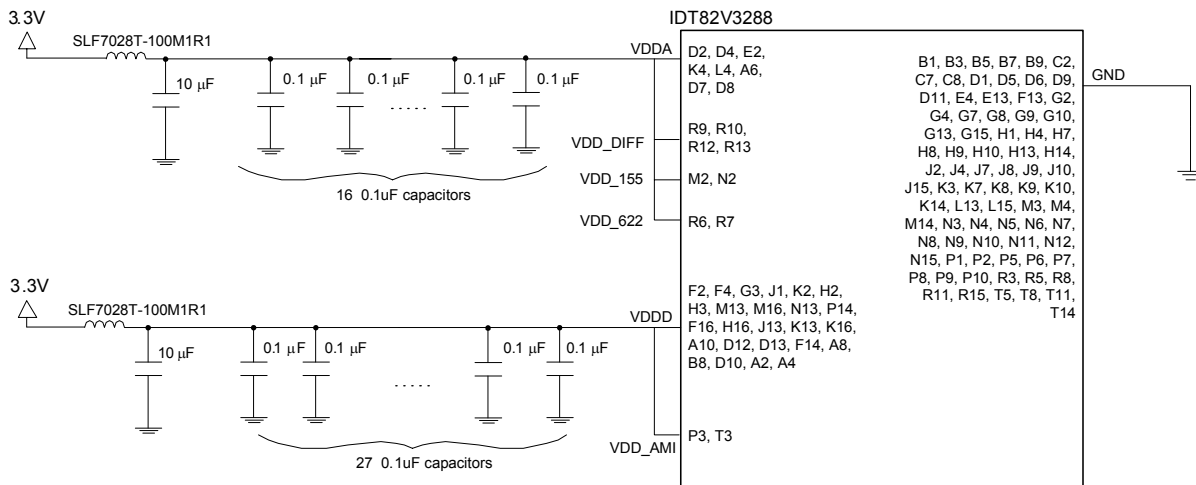 IDT82V3288
3.3V
SLF7028T-100M1R1
10 µF
0.1 µF
0.1 µF
0.1 µF
0.1 µF
.....
16 0.1uF capacitors
VDDA
D2, D4, E2,
K4, L4, A6,
D7, D8
VDD_DIFF
R9, R10,
R12, R13
VDD_155
M2, N2
VDD_622
R6, R7
B1, B3, B5, B7, B9, C2,
C7, C8, D1, D5, D6, D9,
D11, E4, E13, F13, G2,
G4, G7, G8, G9, G10,
G13, G15, H1, H4, H7,
H8, H9, H10, H13, H14,
J2, J4, J7, J8, J9, J10,
J15, K3, K7, K8, K9, K10,
K14, L13, L15, M3, M4,
M14, N3, N4, N5, N6, N7,
N8, N9, N10, N11, N12,
N15, P1, P2, P5, P6, P7,
P8, P9, P10, R3, R5, R8,
R11, R15, T5, T8, T11,
T14
GND
3.3V
SLF7028T-100M1R1
10 µF
0.1 µF
0.1 µF
0.1 µF
0.1 µF
.....
27 0.1uF capacitors
VDDD
F2, F4, G3, J1, K2, H2,
H3, M13, M16, N13, P14,
F16, H16, J13, K13, K16,
A10, D12, D13, F14, A8,
B8, D10, A2, A4
VDD_AMI
P3, T3